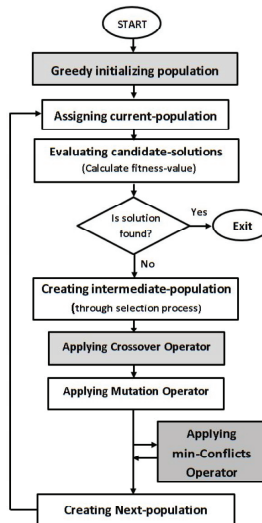 START
Greedy initializing population
Assigning current-population
Evaluating candidate-solutions
(Calculate fitness-value)
Is solution
found?
Yes
Exit
No
Creating intermediate-population
(through selection process)
Applying Crossover Operator
Applying Mutation Operator
Applying
min-Conflicts
Operator
Creating Next-population